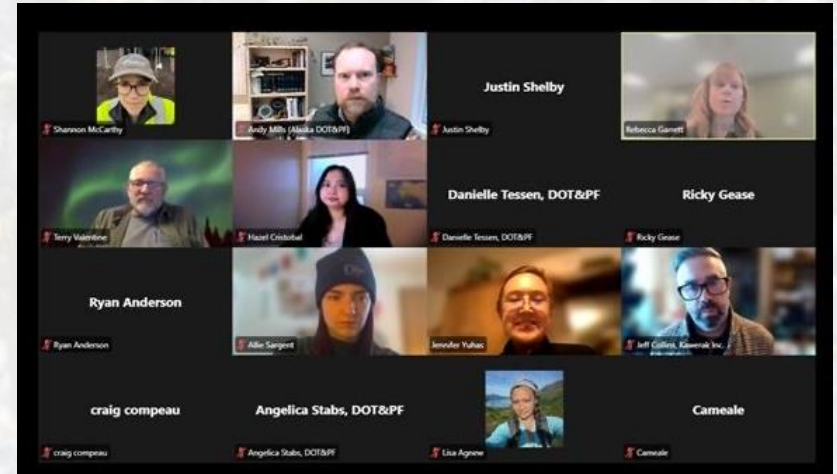 Shannon McCarthy
Andy Mills (Alaska DOT&PF)
Justin Shelby
Justin Shelby
Rebecca Garrett
Terry Valentine
Hazel Cristobal
Danielle Tessen, DOT&PF
Danielle Tessen, DOT&PF
Ricky Gease
Ricky Gease
Ryan Anderson
Ryan Anderson
Allie Sargent
Jennifer Yuhas
Jeff Collins, Kawerak Inc.
craig compeau
craig compeau
Angelica Stabs, DOT&PF
Angelica Stabs, DOT&PF
Lisa Agnew
Cameale
Cameale